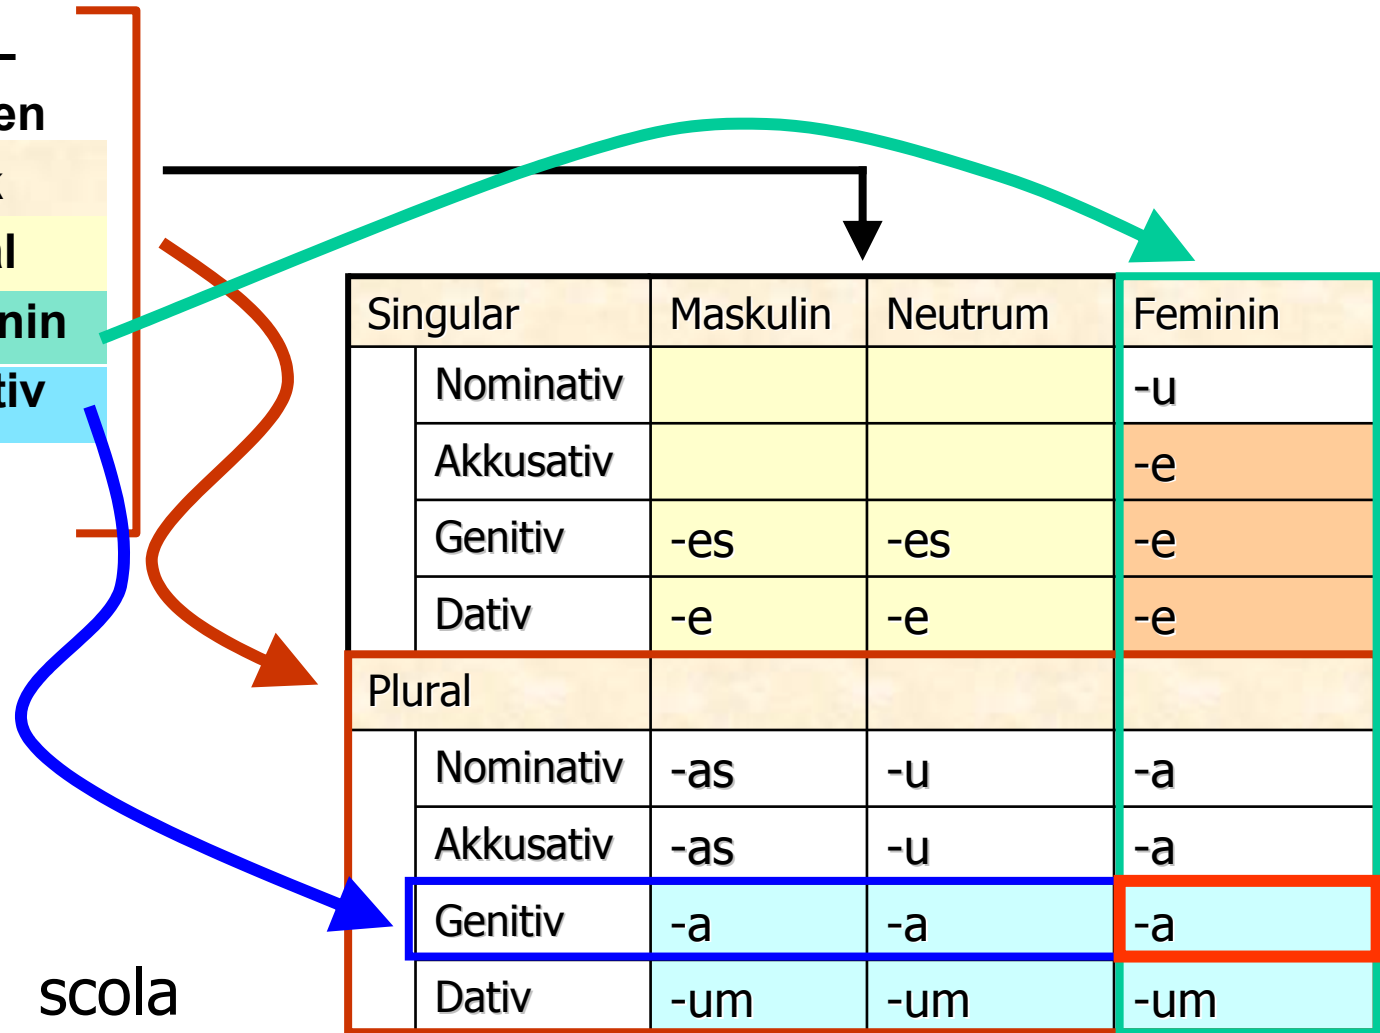 –
en
k
al
nin
tiv
Singular Maskulin Neutrum Feminin
Nominativ -u
Akkusativ -e
Genitiv -es -es -e
Dativ -e -e -e
Plural
Nominativ -as -u -a
Akkusativ -as -u -a
Genitiv -a -a -a
Dativ -um -um -um
scola